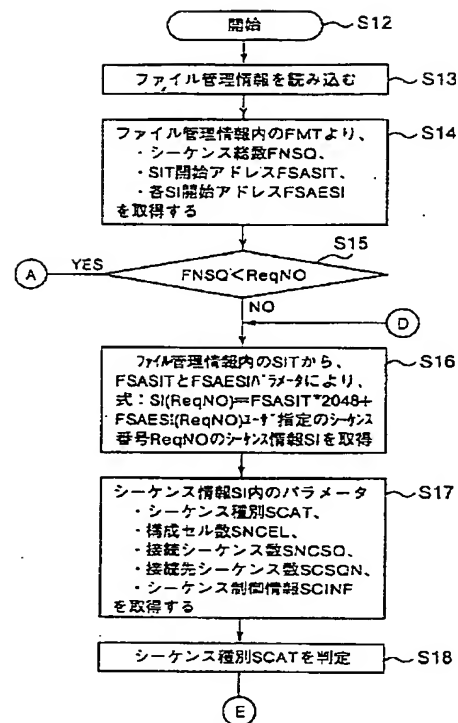 開始
S12
ファイル管理情報を読み込む
S13
ファイル管理情報内のFMTより、
・シーケンス総数FNSQ、
・SIT開始アドレスFSASIT、
・各SI開始アドレスFSAESI
を取得する
S14
S15
A
YES
FNSQ<ReqNO
NO
D
S16
ファイル管理情報内のSITから、
FSASITとFSAESIパラメータにより、
式:SI(ReqNO)=FSASIT*2048+
FSAESI(ReqNO)ユーザ指定のシーケンス
番号ReqNOのシーケンス情報SIを取得
シーケンス情報SI内のパラメータ
・シーケンス種別SCAT、
・構成セル数SNCEL、
・接続シーケンス数SNCSQ、
・接続先シーケンス数SCSQN、
・シーケンス制御情報SCINF
を取得する
S17
シーケンス種別SCATを判定
S18
E